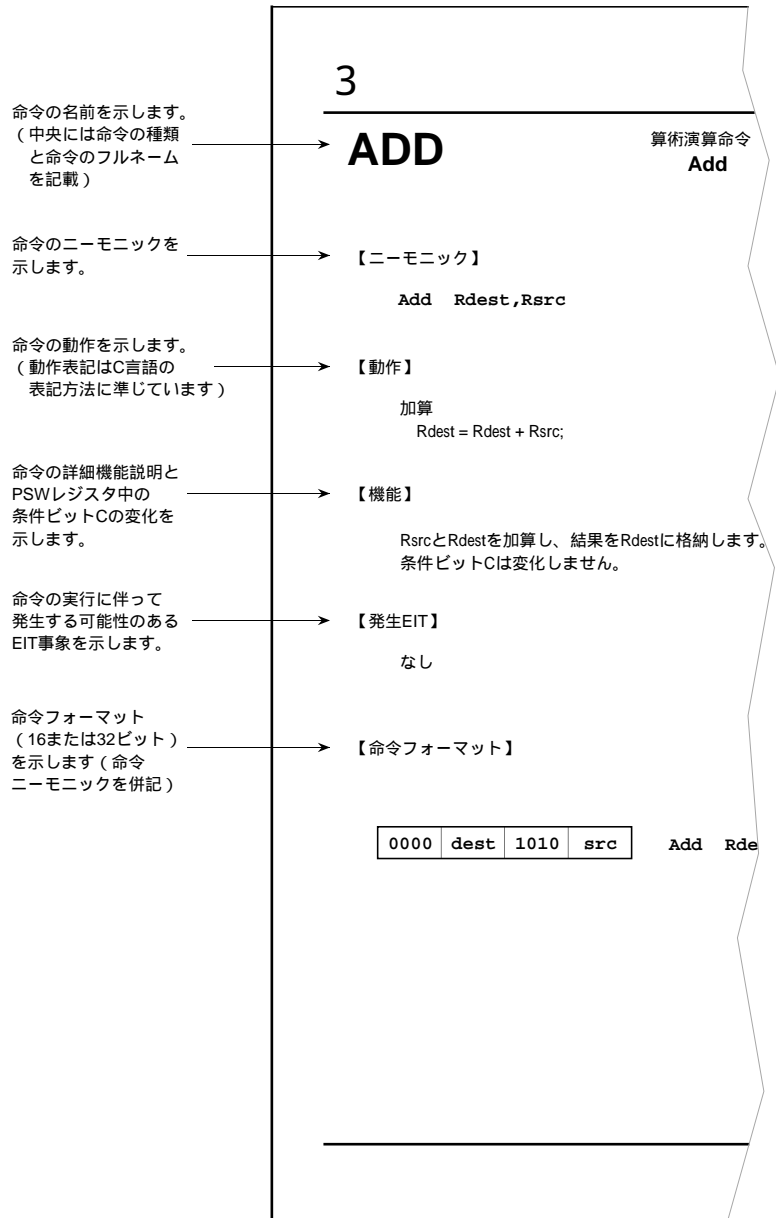 3
命令の名前を示します。
(中央には命令の種類
と命令のフルネーム
を記載)
ADD
算術演算命令
Add
命令のニーモニックを
示します。
【ニーモニック】
Add Rdest,Rsrc
命令の動作を示します。
(動作表記はC言語の
表記方法に準じています)
【動作】
加算
Rdest = Rdest + Rsrc;
命令の詳細機能説明と
PSWレジスタ中の
条件ビットCの変化を
示します。
【機能】
RsrcとRdestを加算し、結果をRdestに格納します。
条件ビットCは変化しません。
命令の実行に伴って
発生する可能性のある
EIT事象を示します。
【発生EIT】
なし
命令フォーマット
(16または32ビット)
を示します(命令
ニーモニックを併記)
【命令フォーマット】
0000 dest 1010 src Add Rde